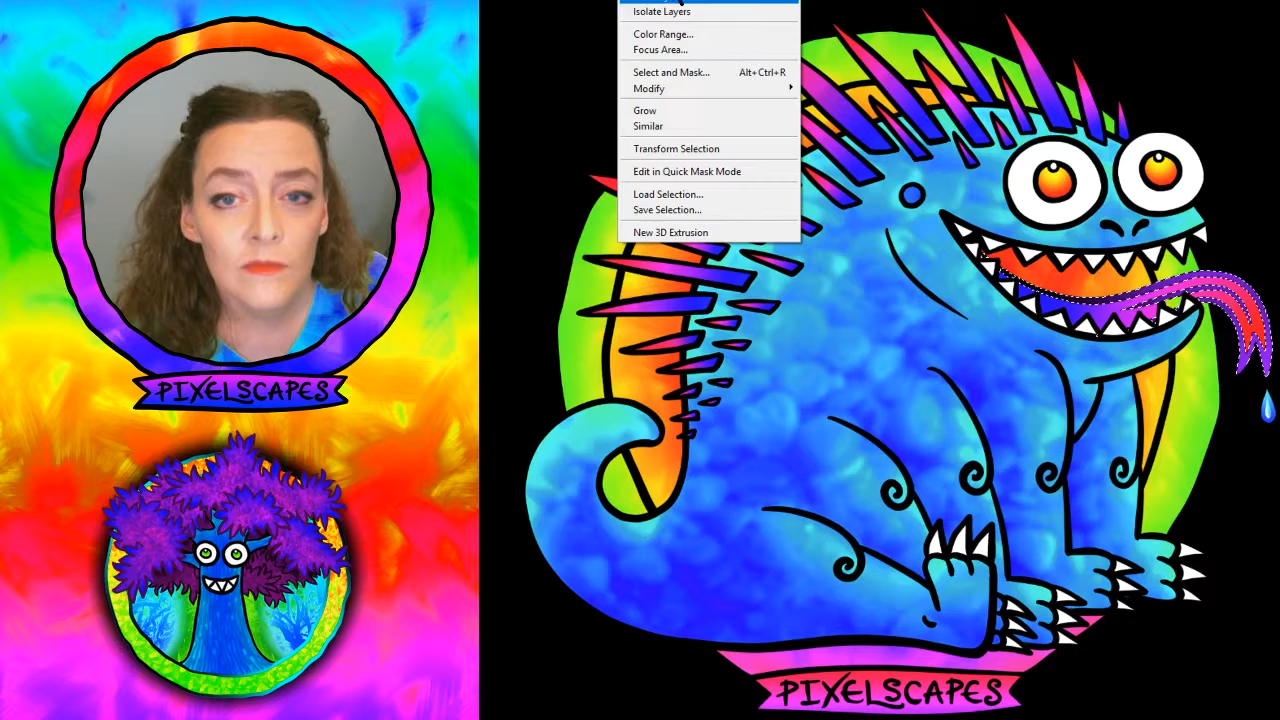 Isolate Layers
Color Range...
Focus Area...
Select and Mask... Alt+Ctrl+R
Modify
Grow
Similar
Transform Selection
Edit in Quick Mask Mode
Load Selection...
Save Selection...
New 3D Extrusion
PIXELSCAPES
PIXELSCAPES